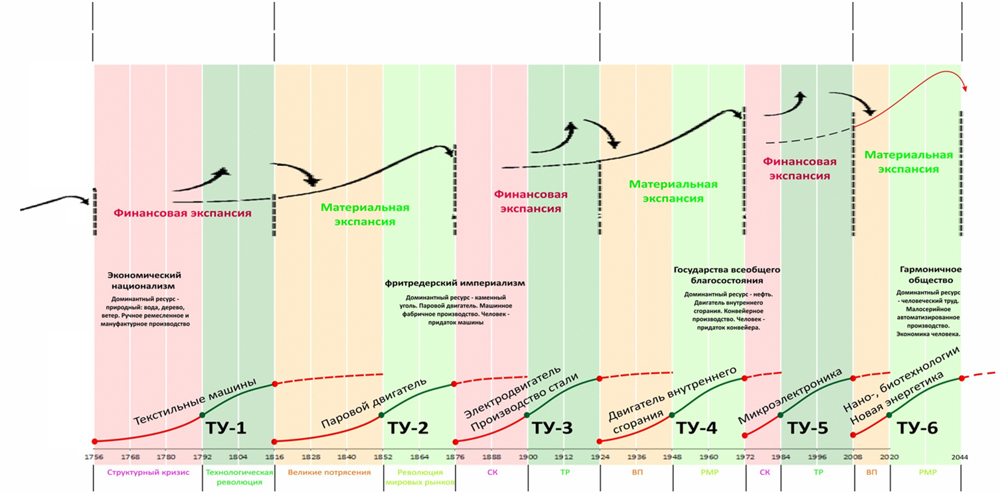 Финансовая экспансия
Материальная
экспансия
Финансовая
экспансия
Материальная
экспансия
Финансовая
экспансия
Материальная
экспансия
Экономический
национализм
Доминантный ресурс -
природный: вода, дерево,
ветер. Ручное ремесленное и
мануфактурное производство
фритредерский империализм
Доминантный ресурс - каменный
уголь. Паровой двигатель. Машинное
фабричное производство. Человек -
придаток машины
Государства всеобщего
благосостояния
Доминантный ресурс - нефть.
Двигатель внутреннего
сгорания. Конвейерное
производство. Человек -
придаток конвейера.
Гармоничное
общество
Доминантный ресурс
- человеческий труд.
Малосерийное
автоматизированное
производство.
Экономика человека.
Текстильные машины
ТУ-1
Паровой двигатель
ТУ-2
Электродвигатель
Производство стали
ТУ-3
Двигатель внутреннего
сгорания
ТУ-4
Микроэлектроника
ТУ-5
Нано-, биотехнологии
Новая энергетика
ТУ-6
1756 1768 1780 1792 1804 1816 1828 1840 1852 1864 1876 1888 1900 1912 1924 1936 1948 1960 1972 1984 1996 2008 2020 2044
Структурный кризис
Технологическая
революция
Великие потрясения
Революция
мировых рынков
СК
ТР
ВП
РМР
СК
ТР
ВП
РМР